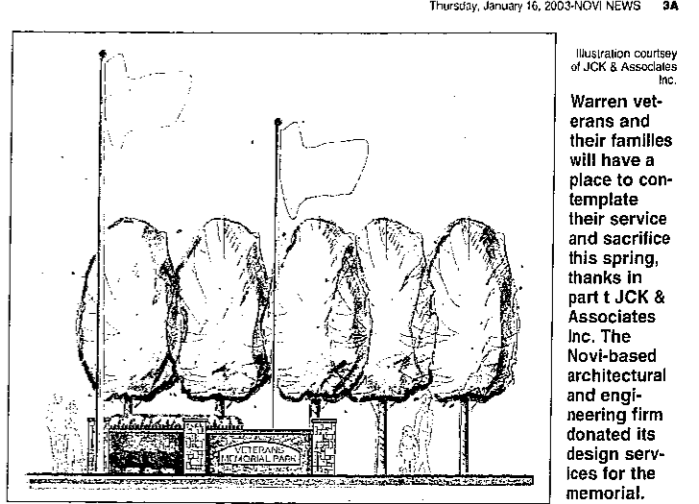 Thursday, January 16, 2003-NOVI NEWS 3A
Illustration courtsey
of JCK & Associates
Inc.
Warren vet-
erans and
their families
will have a
place to con-
template
their service
and sacrifice
this spring,
thanks in
part t JCK &
Associates
Inc. The
Novi-based
architectural
and engi-
neering firm
donated its
design serv-
ices for the
memorial.
VETERANS
MEMORIAL PARK